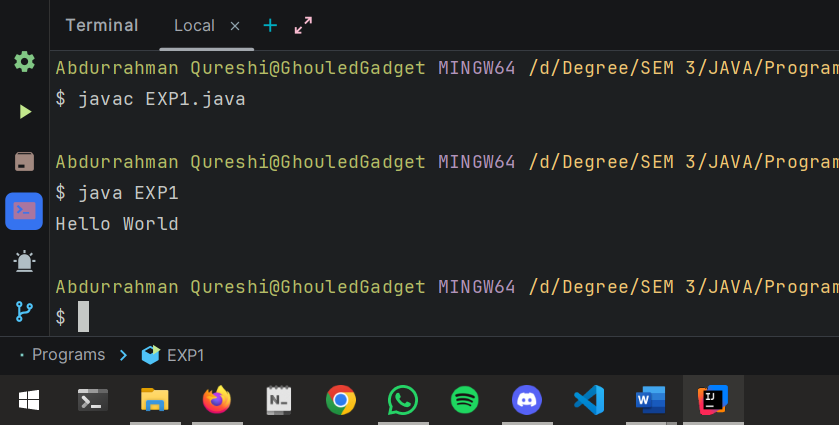 Terminal Local × +
Abdurrahman Qureshi@GhouledGadget MINGW64 /d/Degree/SEM 3/JAVA/Program
$ javac EXP1.java
Abdurrahman Qureshi@GhouledGadget MINGW64 /d/Degree/SEM 3/JAVA/Program
$ java EXP1
Hello World
Abdurrahman Qureshi@GhouledGadget MINGW64 /d/Degree/SEM 3/JAVA/Program
$
Programs > EXP1
N_ W IJ